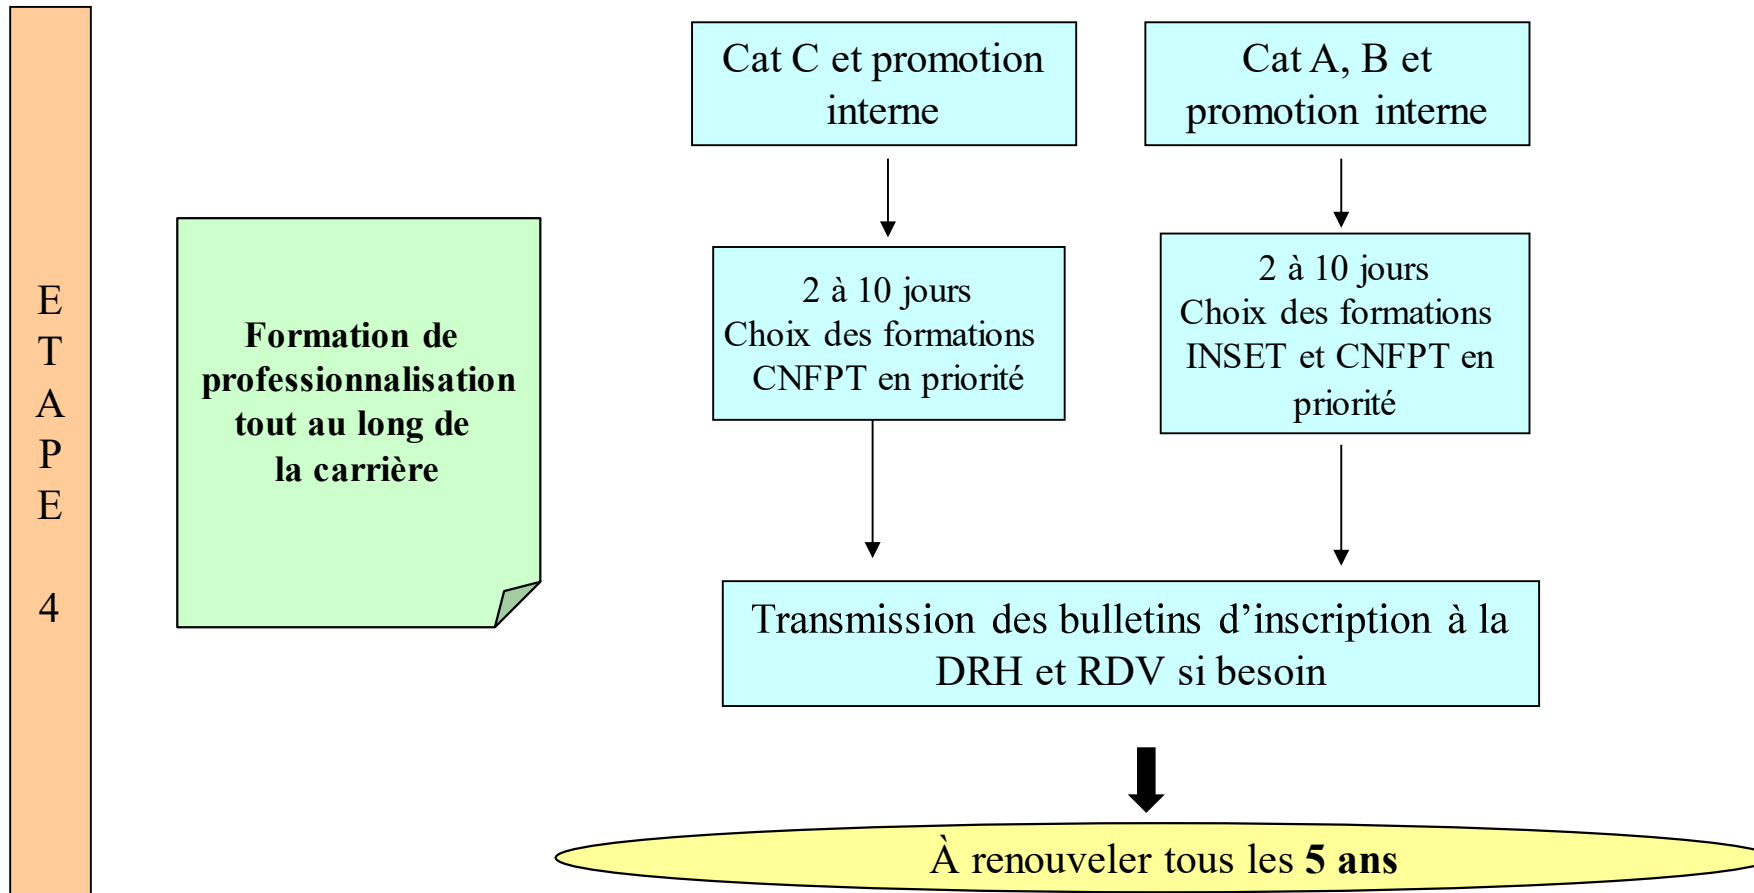 E
T
A
P
E
4
Formation de
professionnalisation
tout au long de
la carrière
Cat C et promotion
interne
Cat A, B et
promotion interne
2 à 10 jours
Choix des formations
CNFPT en priorité
2 à 10 jours
Choix des formations
INSET et CNFPT en
priorité
Transmission des bulletins d’inscription à la
DRH et RDV si besoin
À renouveler tous les 5 ans